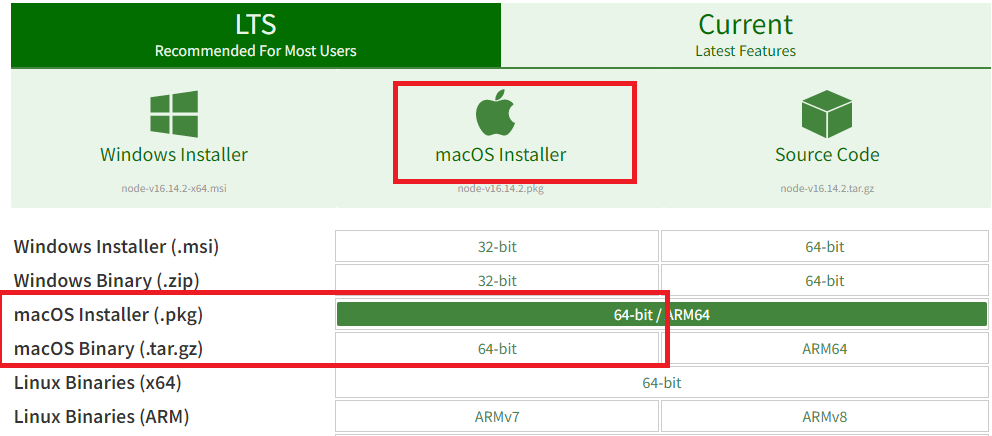 LTS
Recommended For Most Users
Current
Latest Features
Windows Installer
node-v16.14.2-x64.msi
macOS Installer
node-v16.14.2.pkg
Source Code
node-v16.14.2.tar.gz
Windows Installer (.msi) 32-bit 64-bit
Windows Binary (.zip) 32-bit 64-bit
macOS Installer (.pkg) 64-bit / ARM64
macOS Binary (.tar.gz) 64-bit ARM64
Linux Binaries (x64) 64-bit
Linux Binaries (ARM) ARMv7 ARMv8